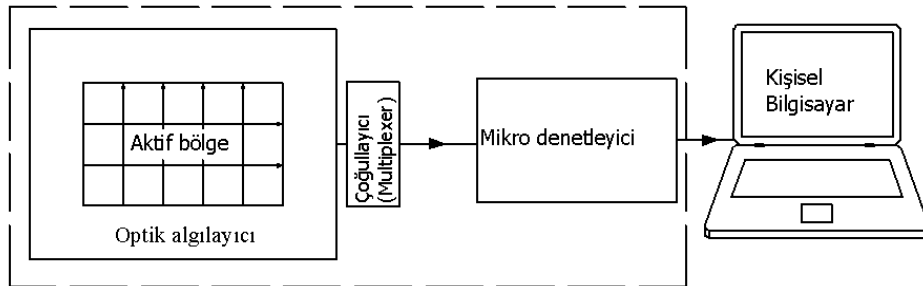 Aktif bölge
Optik algılayıcı
Çoğullayıcı
(Multiplexer)
Mikro denetleyici
Kişisel
Bilgisayar